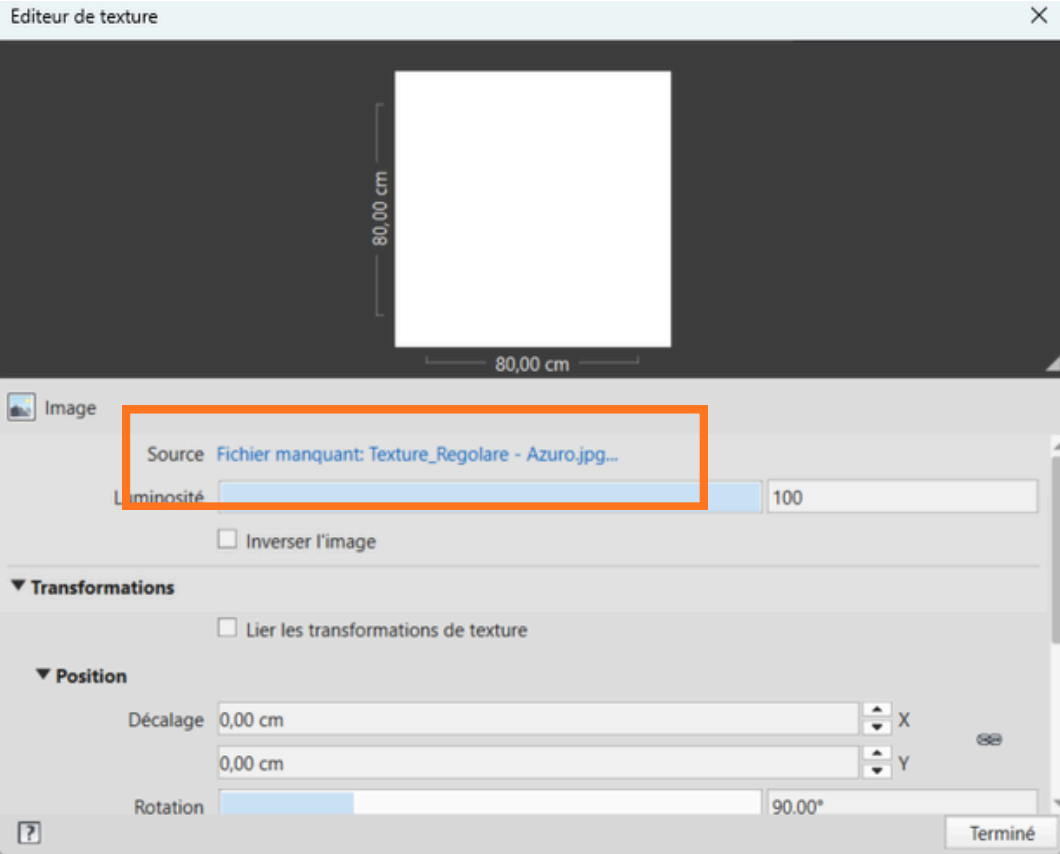 Editeur de texture
80,00 cm
80,00 cm
Image
Source Fichier manquant: Texture_Regolare - Azuro.jpg...
Luminosité 100
Inverser l'image
Transformations
Lier les transformations de texture
Position
Décalage 0,00 cm X
0,00 cm Y
Rotation 90.00°
?
Terminé